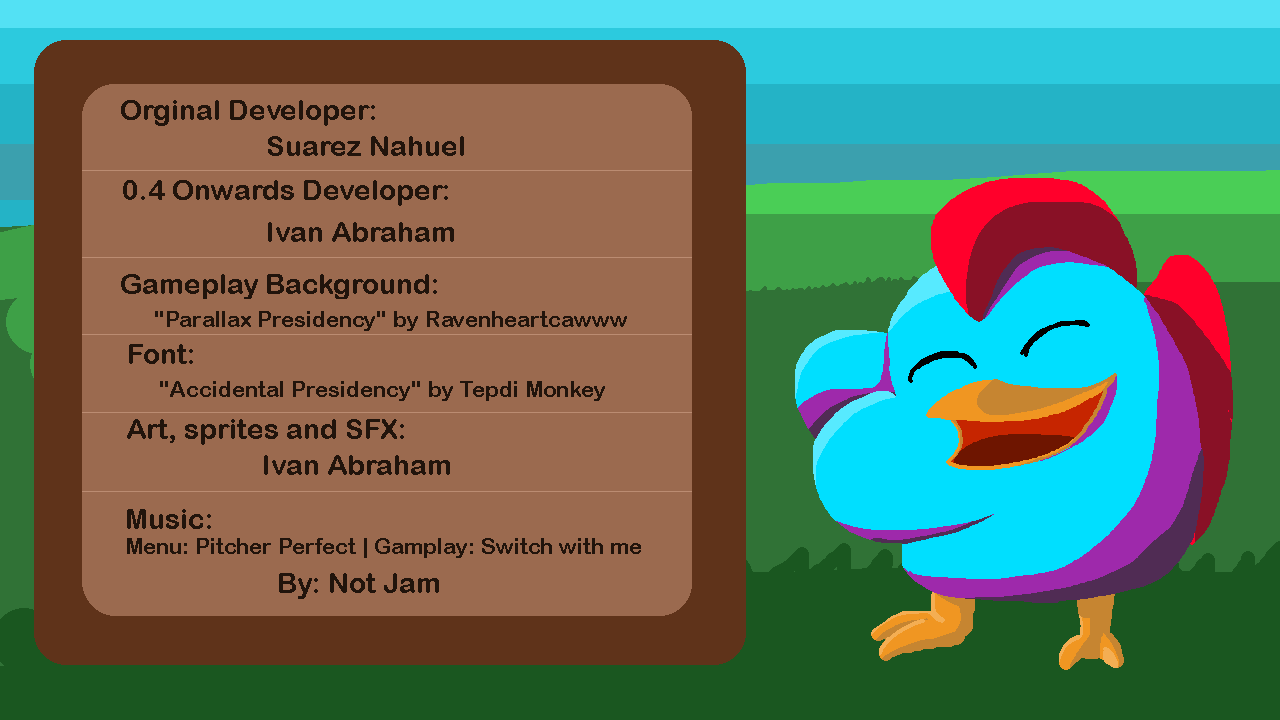 Orginal Developer:
Suarez Nahuel
0.4 Onwards Developer:
Ivan Abraham
Gameplay Background:
"Parallax Presidency" by Ravenheartcawww
Font:
"Accidental Presidency" by Tepdi Monkey
Art, sprites and SFX:
Ivan Abraham
Music:
Menu: Pitcher Perfect | Gamplay: Switch with me
By: Not Jam